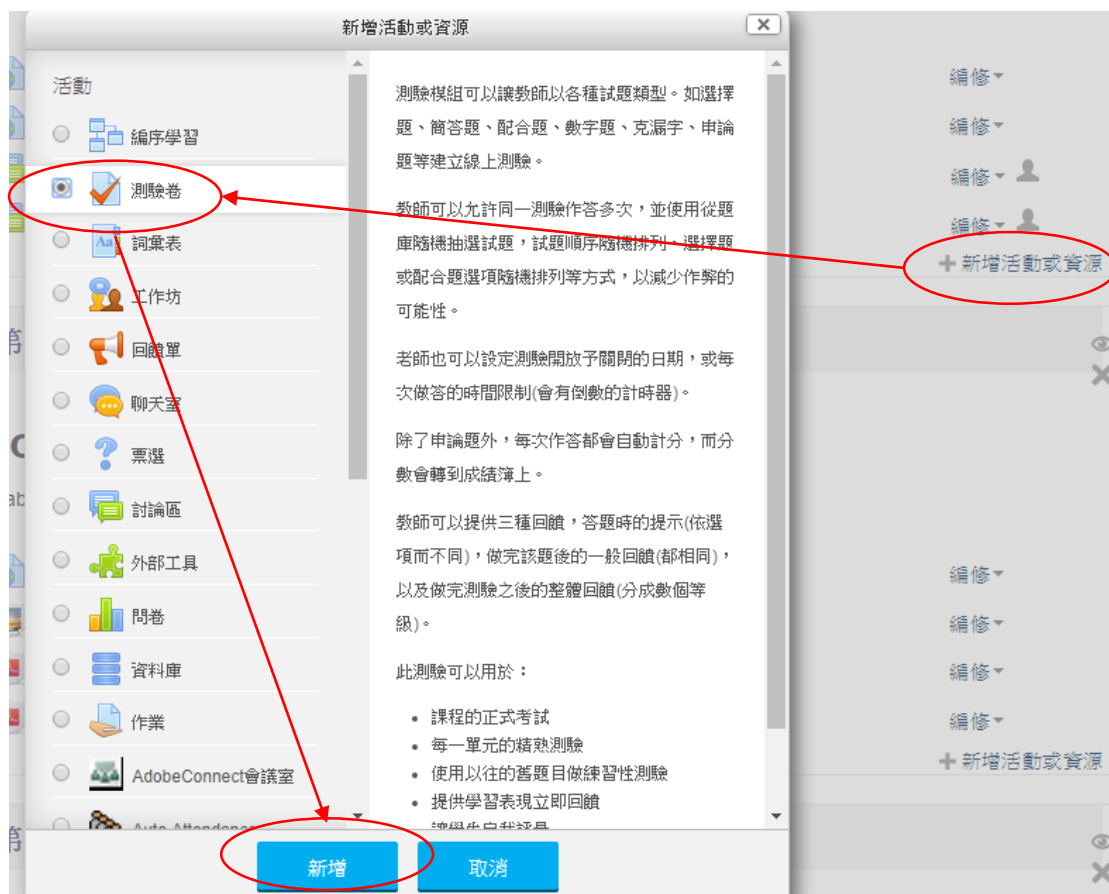 新增活動或資源
活動
編序學習
測驗卷
詞彙表
工作坊
回饋單
聊天室
票選
討論區
外部工具
問卷
資料庫
作業
AdobeConnect會議室
Auto Attendance
測驗模組可以讓教師以各種試題類型。如選擇
題、簡答題、配合題、數字題、克漏字、申論
題等建立線上測驗。
教師可以允許同一測驗作答多次，並使用從題
庫隨機抽選試題，試題順序隨機排列、選擇題
或配合題選項隨機排列等方式，以減少作弊的
可能性。
老師也可以設定測驗開放予關閉的日期，或每
次做答的時間限制(會有倒數的計時器)。
除了申論題外，每次作答都會自動計分，而分
數會轉到成績簿上。
教師可以提供三種回饋，答題時的提示(依選
項而不同)，做完該題後的一般回饋(都相同)，
以及做完測驗之後的整體回饋(分成數個等
級)。
此測驗可以用於：
課程的正式考試
每一單元的精熟測驗
使用以往的舊題目做練習性測驗
提供學習表現立即回饋
讓學生自我評量
新增
取消
編修
編修
編修
編修
新增活動或資源
編修
編修
編修
編修
新增活動或資源